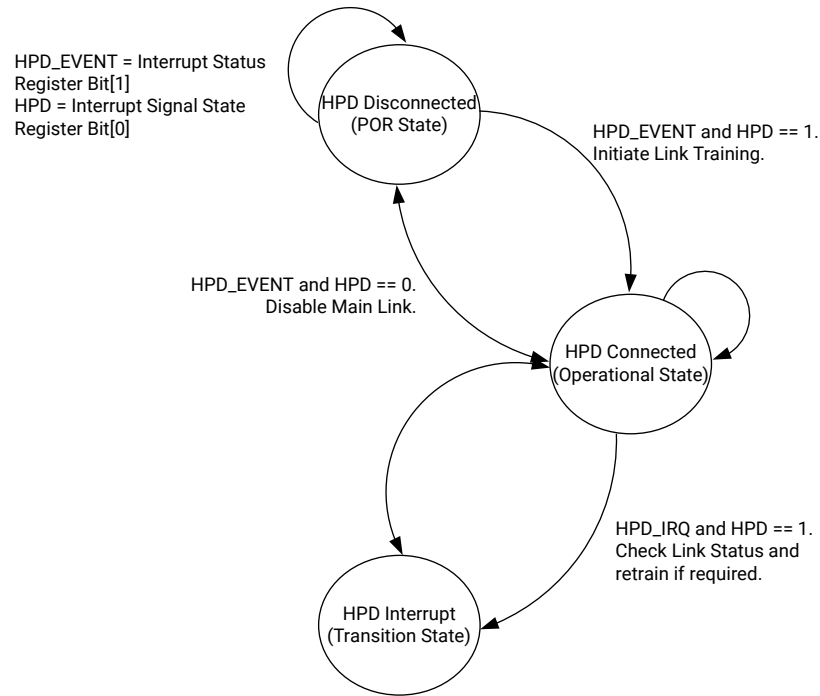 HPD_EVENT = Interrupt Status
Register Bit[1]
HPD = Interrupt Signal State
Register Bit[0]
HPD Disconnected
(POR State)
HPD_EVENT and HPD == 1.
Initiate Link Training.
HPD_EVENT and HPD == 0.
Disable Main Link.
HPD Connected
(Operational State)
HPD_IRQ and HPD == 1.
Check Link Status and
retrain if required.
HPD Interrupt
(Transition State)